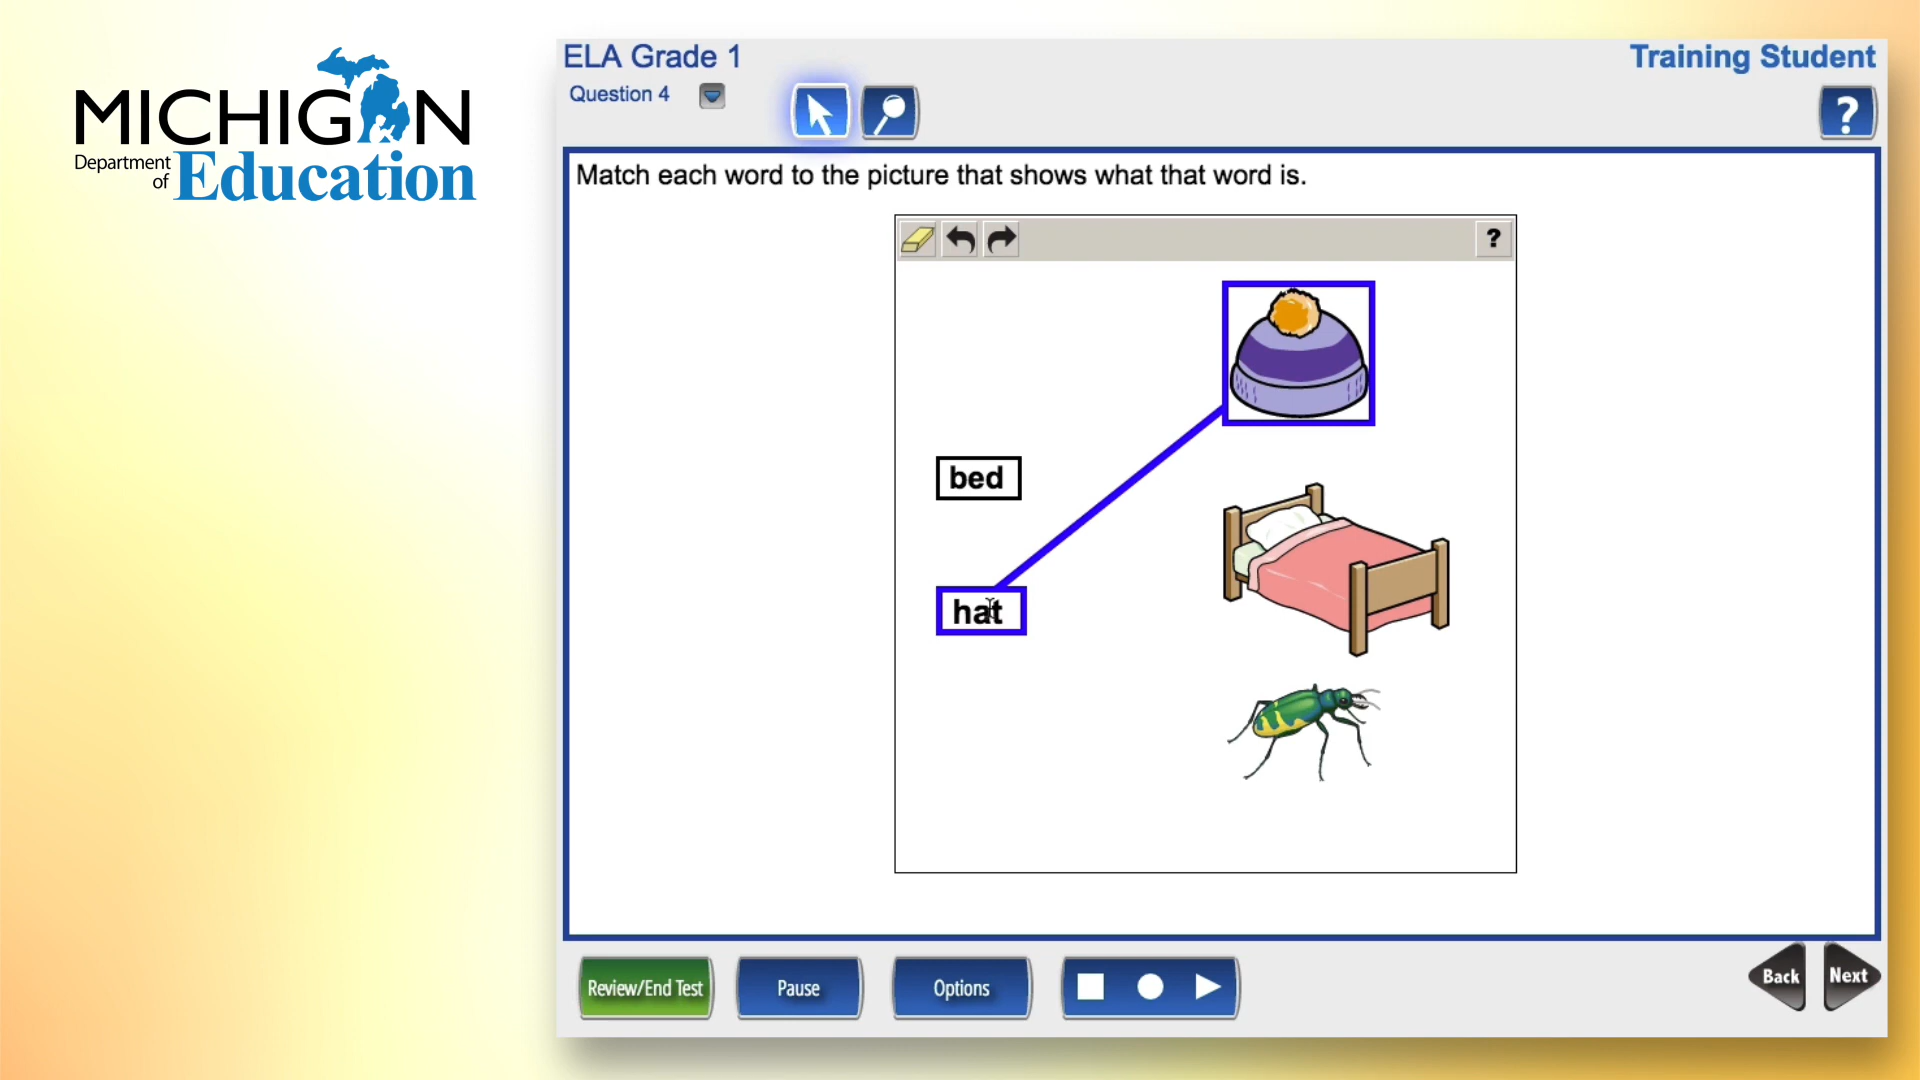 MICHIGAN
Department
of
Education
ELA Grade 1
Training Student
Question 4
?
Match each word to the picture that shows what that word is.
?
bed
hat
Review/End Test
Pause
Options
Back
Next